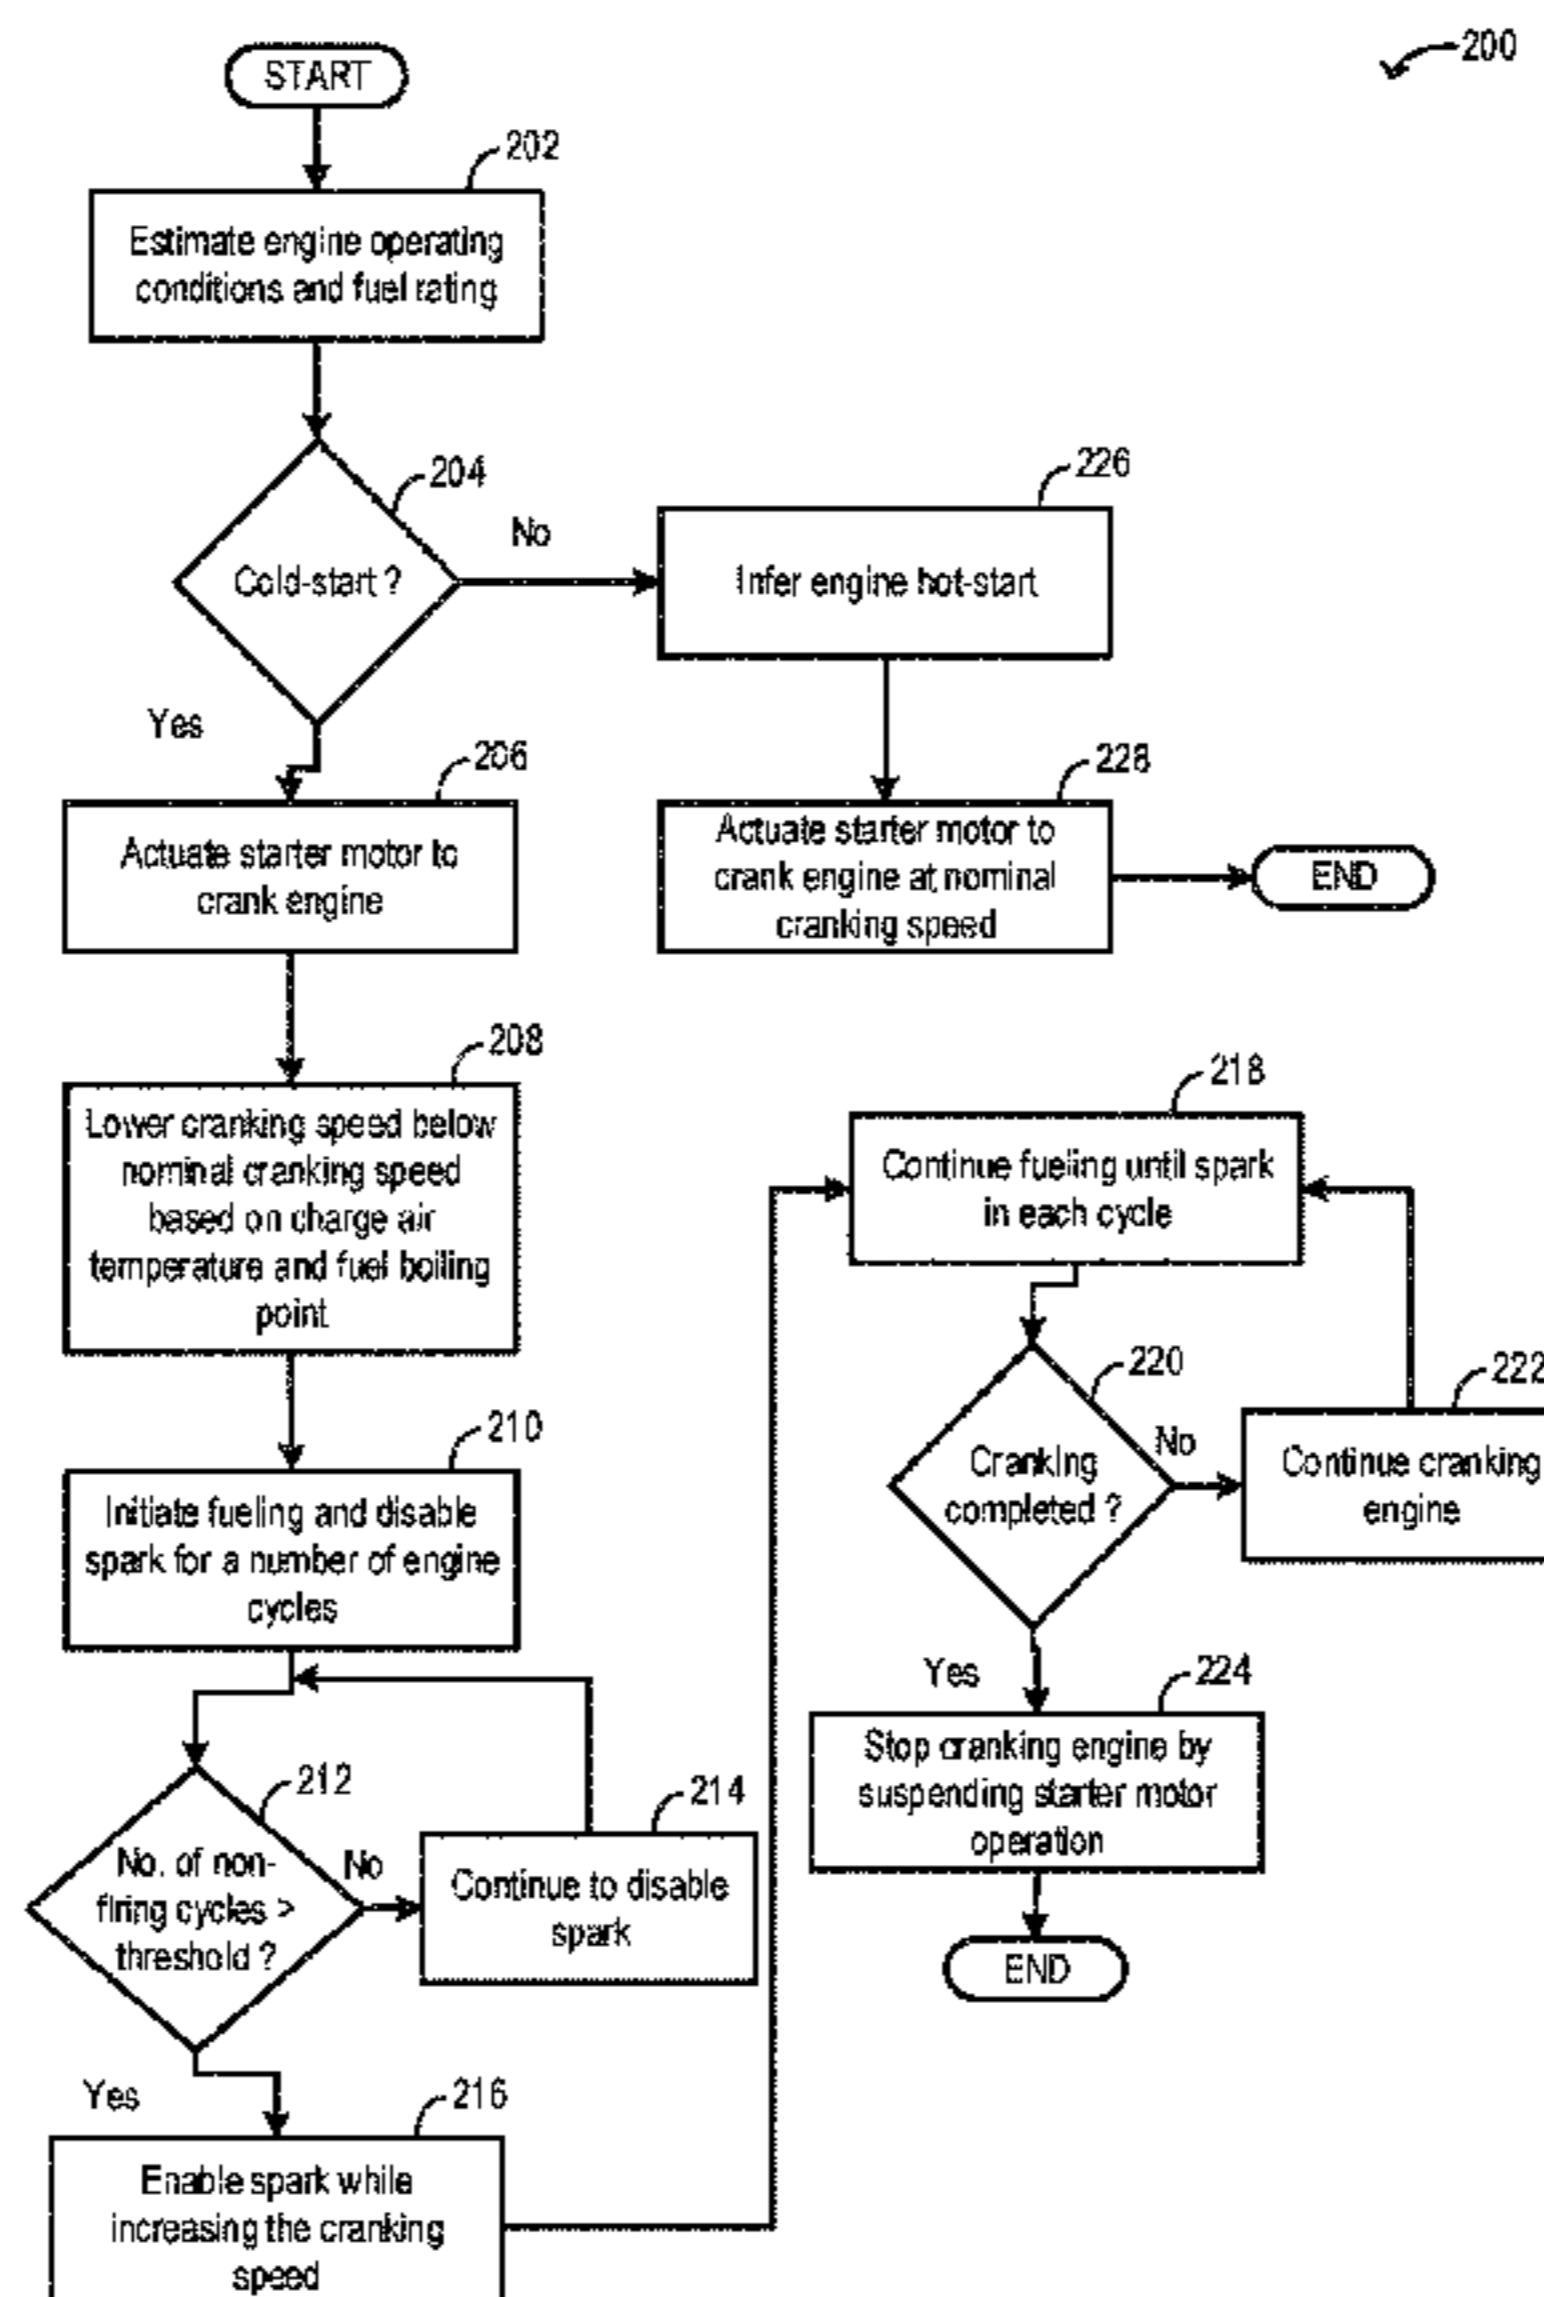 200
START
202
Estimate engine operating
conditions and fuel rating
204
Cold-start ?
No
226
Infer engine hot-start
Yes
206
Actuate starter motor to
crank engine
228
Actuate starter motor to
crank engine at nominal
cranking speed
END
208
Lower cranking speed below
nominal cranking speed
based on charge air
temperature and fuel boiling
point
210
Initiate fueling and disable
spark for a number of engine
cycles
212
No. of non-
firing cycles >
threshold ?
No
214
Continue to disable
spark
Yes
216
Enable spark while
increasing the cranking
speed
218
Continue fueling until spark
in each cycle
220
Cranking
completed ?
No
222
Continue cranking
engine
Yes
224
Stop cranking engine by
suspending starter motor
operation
END